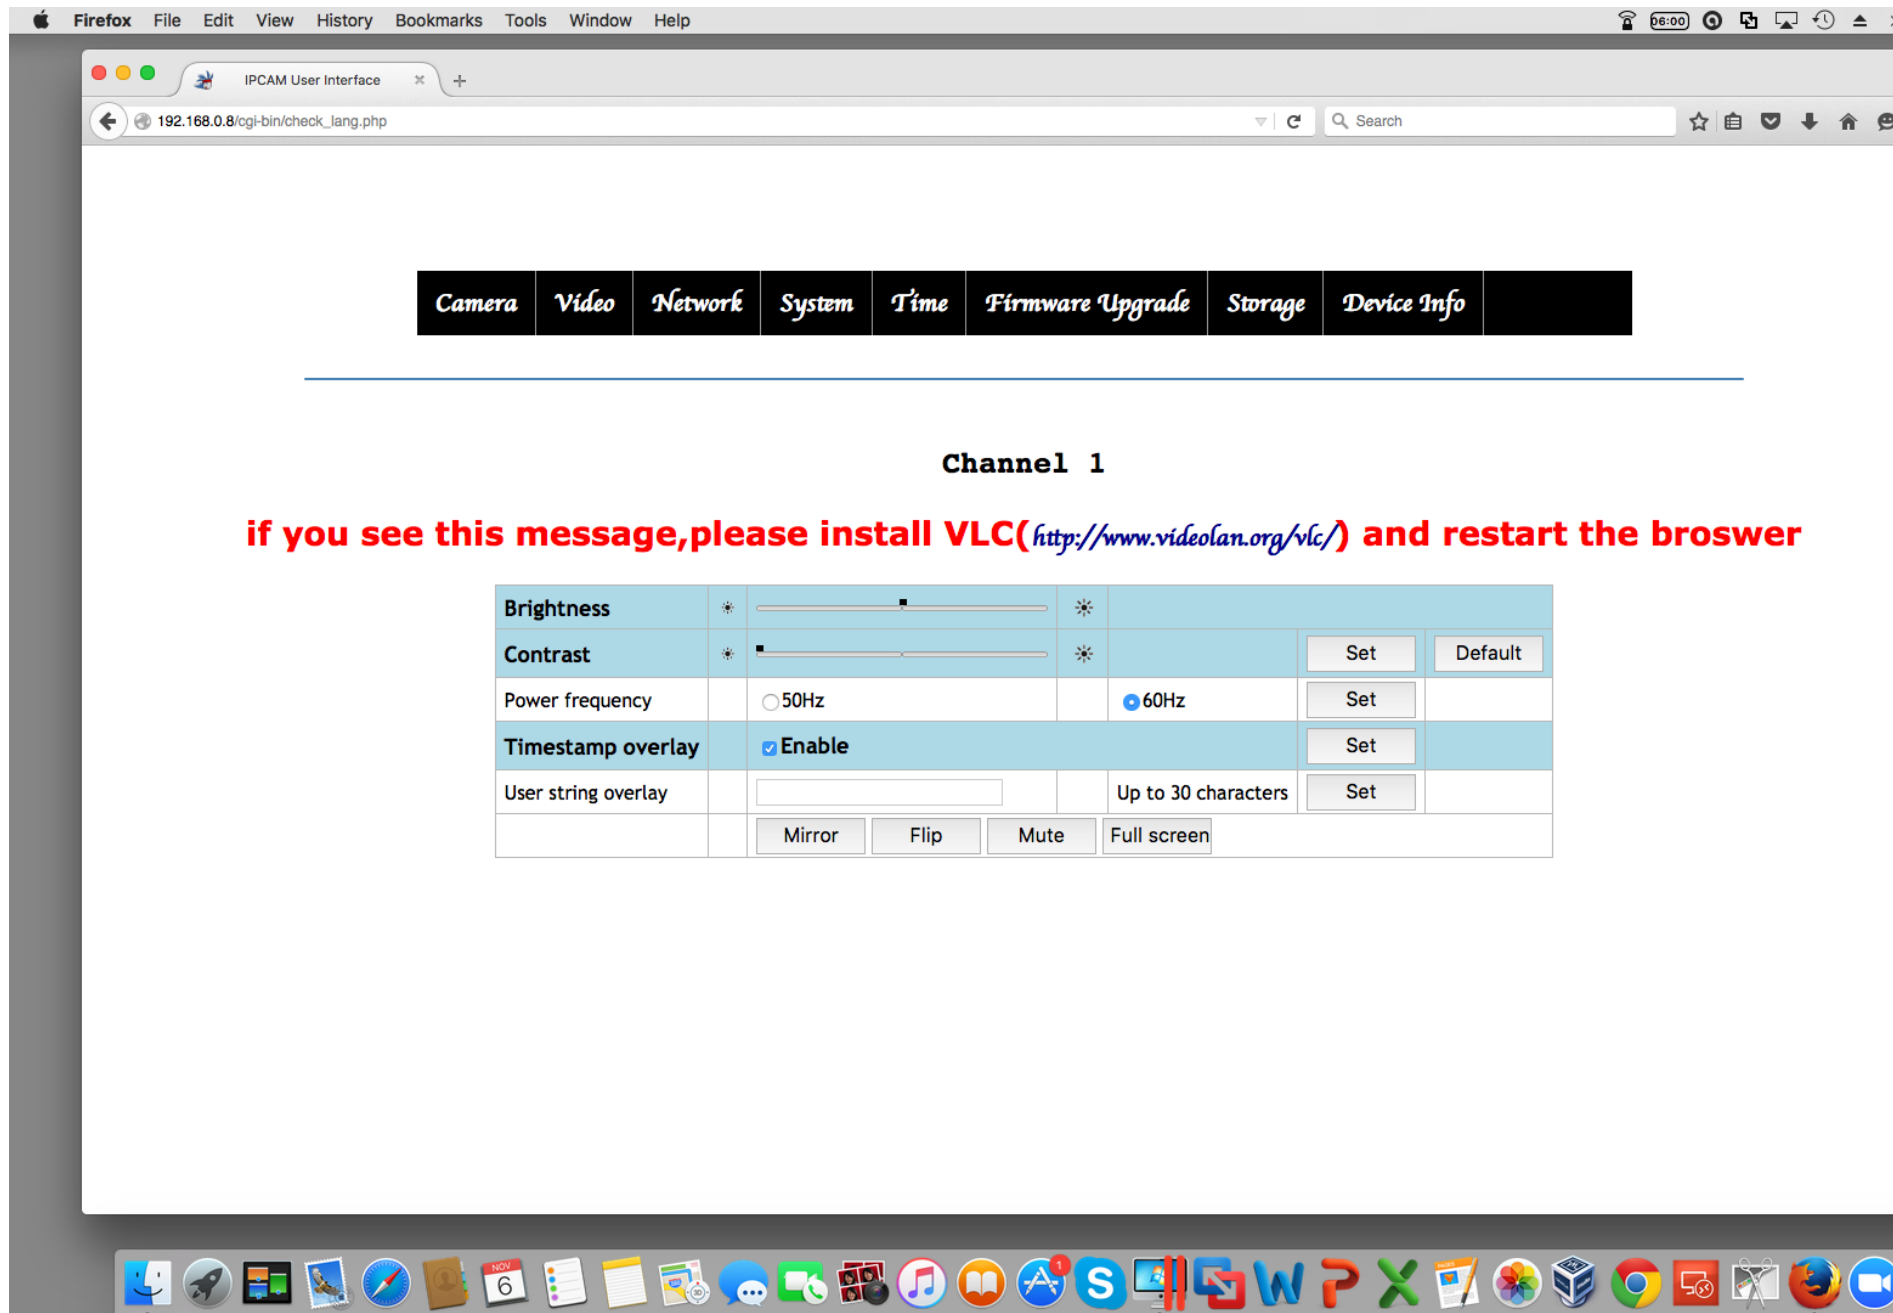 Firefox File Edit View History Bookmarks Tools Window Help 06:00
IPCAM User Interface
192.168.0.8/cgi-bin/check_lang.php Search
Camera Video Network System Time Firmware Upgrade Storage Device Info
Channel 1
if you see this message,please install VLC(http://www.videolan.org/vlc/) and restart the broswer
Brightness
Contrast Set Default
Power frequency 50Hz 60Hz Set
Timestamp overlay Enable Set
User string overlay Up to 30 characters Set
Mirror Flip Mute Full screen
NOV
6
1